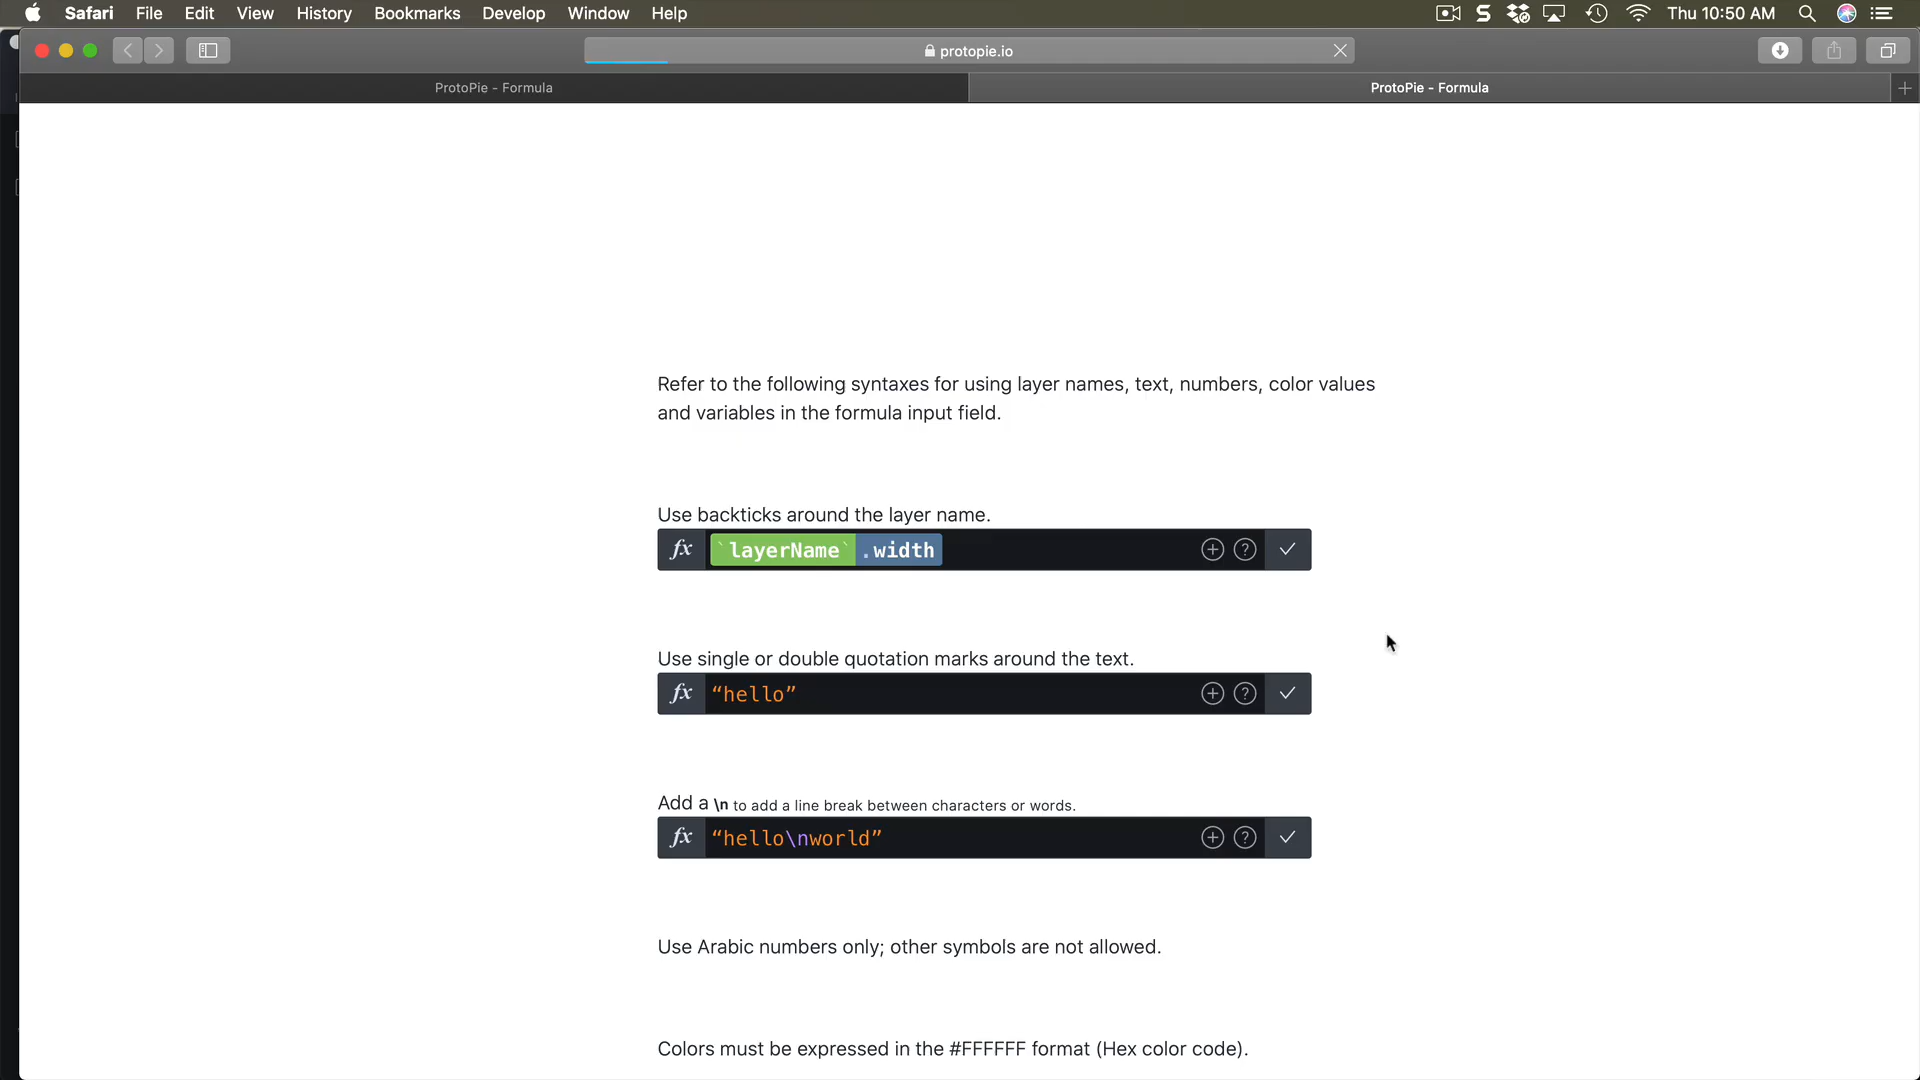 Safari File Edit View History Bookmarks Develop Window Help Thu 10:50 AM
protopie.io
ProtoPie - Formula
ProtoPie - Formula
Refer to the following syntaxes for using layer names, text, numbers, color values
and variables in the formula input field.
Use backticks around the layer name.
fx `layerName`.width
Use single or double quotation marks around the text.
fx “hello”
Add a \n to add a line break between characters or words.
fx “hello\nworld”
Use Arabic numbers only; other symbols are not allowed.
Colors must be expressed in the #FFFFFF format (Hex color code).